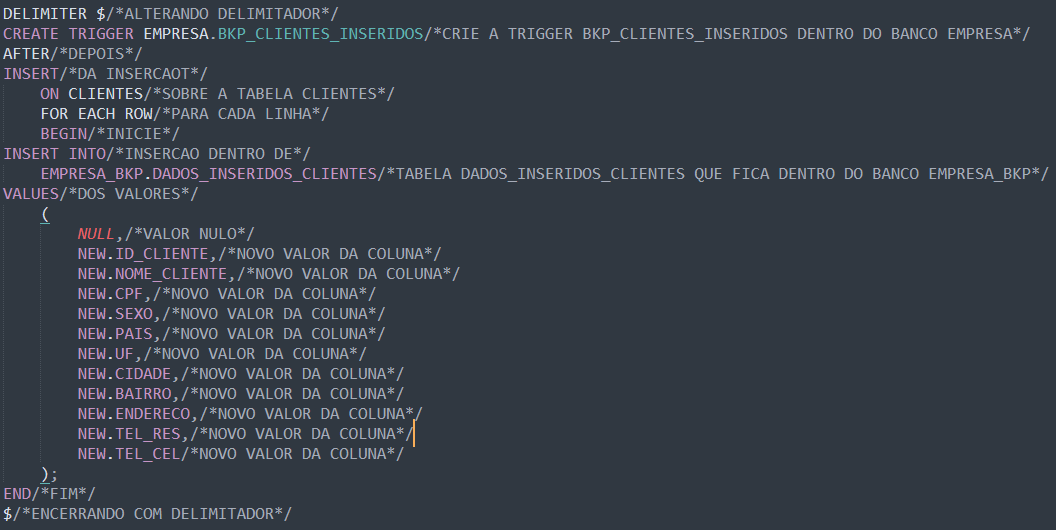 DELIMITER $/*ALTERANDO DELIMITADOR*/
CREATE TRIGGER EMPRESA.BKP_CLIENTES_INSERIDOS/*CRIE A TRIGGER BKP_CLIENTES_INSERIDOS DENTRO DO BANCO EMPRESA*/
AFTER/*DEPOIS*/
INSERT/*DA INSERCAOT*/
ON CLIENTES/*SOBRE A TABELA CLIENTES*/
FOR EACH ROW/*PARA CADA LINHA*/
BEGIN/*INICIE*/
INSERT INTO/*INSERCAO DENTRO DE*/
EMPRESA_BKP.DADOS_INSERIDOS_CLIENTES/*TABELA DADOS_INSERIDOS_CLIENTES QUE FICA DENTRO DO BANCO EMPRESA_BKP*/
VALUES/*DOS VALORES*/
(
NULL,/*VALOR NULO*/
NEW.ID_CLIENTE,/*NOVO VALOR DA COLUNA*/
NEW.NOME_CLIENTE,/*NOVO VALOR DA COLUNA*/
NEW.CPF,/*NOVO VALOR DA COLUNA*/
NEW.SEXO,/*NOVO VALOR DA COLUNA*/
NEW.PAIS,/*NOVO VALOR DA COLUNA*/
NEW.UF,/*NOVO VALOR DA COLUNA*/
NEW.CIDADE,/*NOVO VALOR DA COLUNA*/
NEW.BAIRRO,/*NOVO VALOR DA COLUNA*/
NEW.ENDERECO,/*NOVO VALOR DA COLUNA*/
NEW.TEL_RES,/*NOVO VALOR DA COLUNA*/
NEW.TEL_CEL/*NOVO VALOR DA COLUNA*/
);
END/*FIM*/
$/*ENCERRANDO COM DELIMITADOR*/